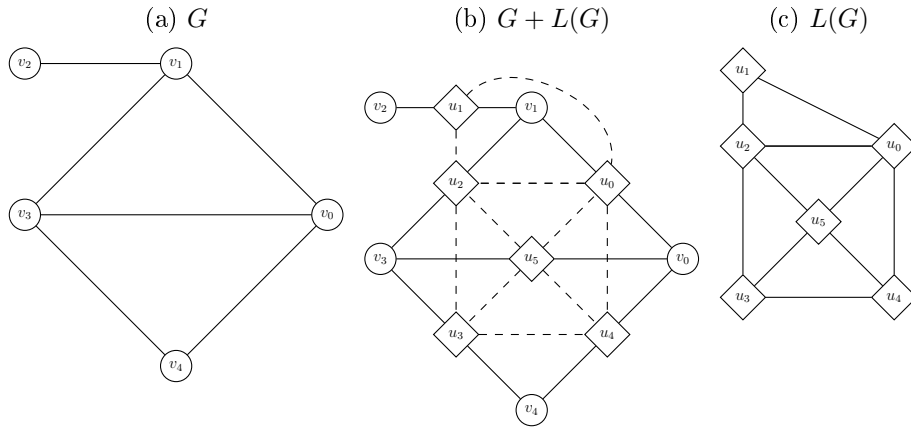 (a) G
(b) G + L(G)
(c) L(G)
v₂
v₁
v₃
v₀
v₄
v₂
u₁
v₁
u₂
u₀
v₃
u₅
v₀
u₃
u₄
v₄
u₁
u₂
u₀
u₅
u₃
u₄